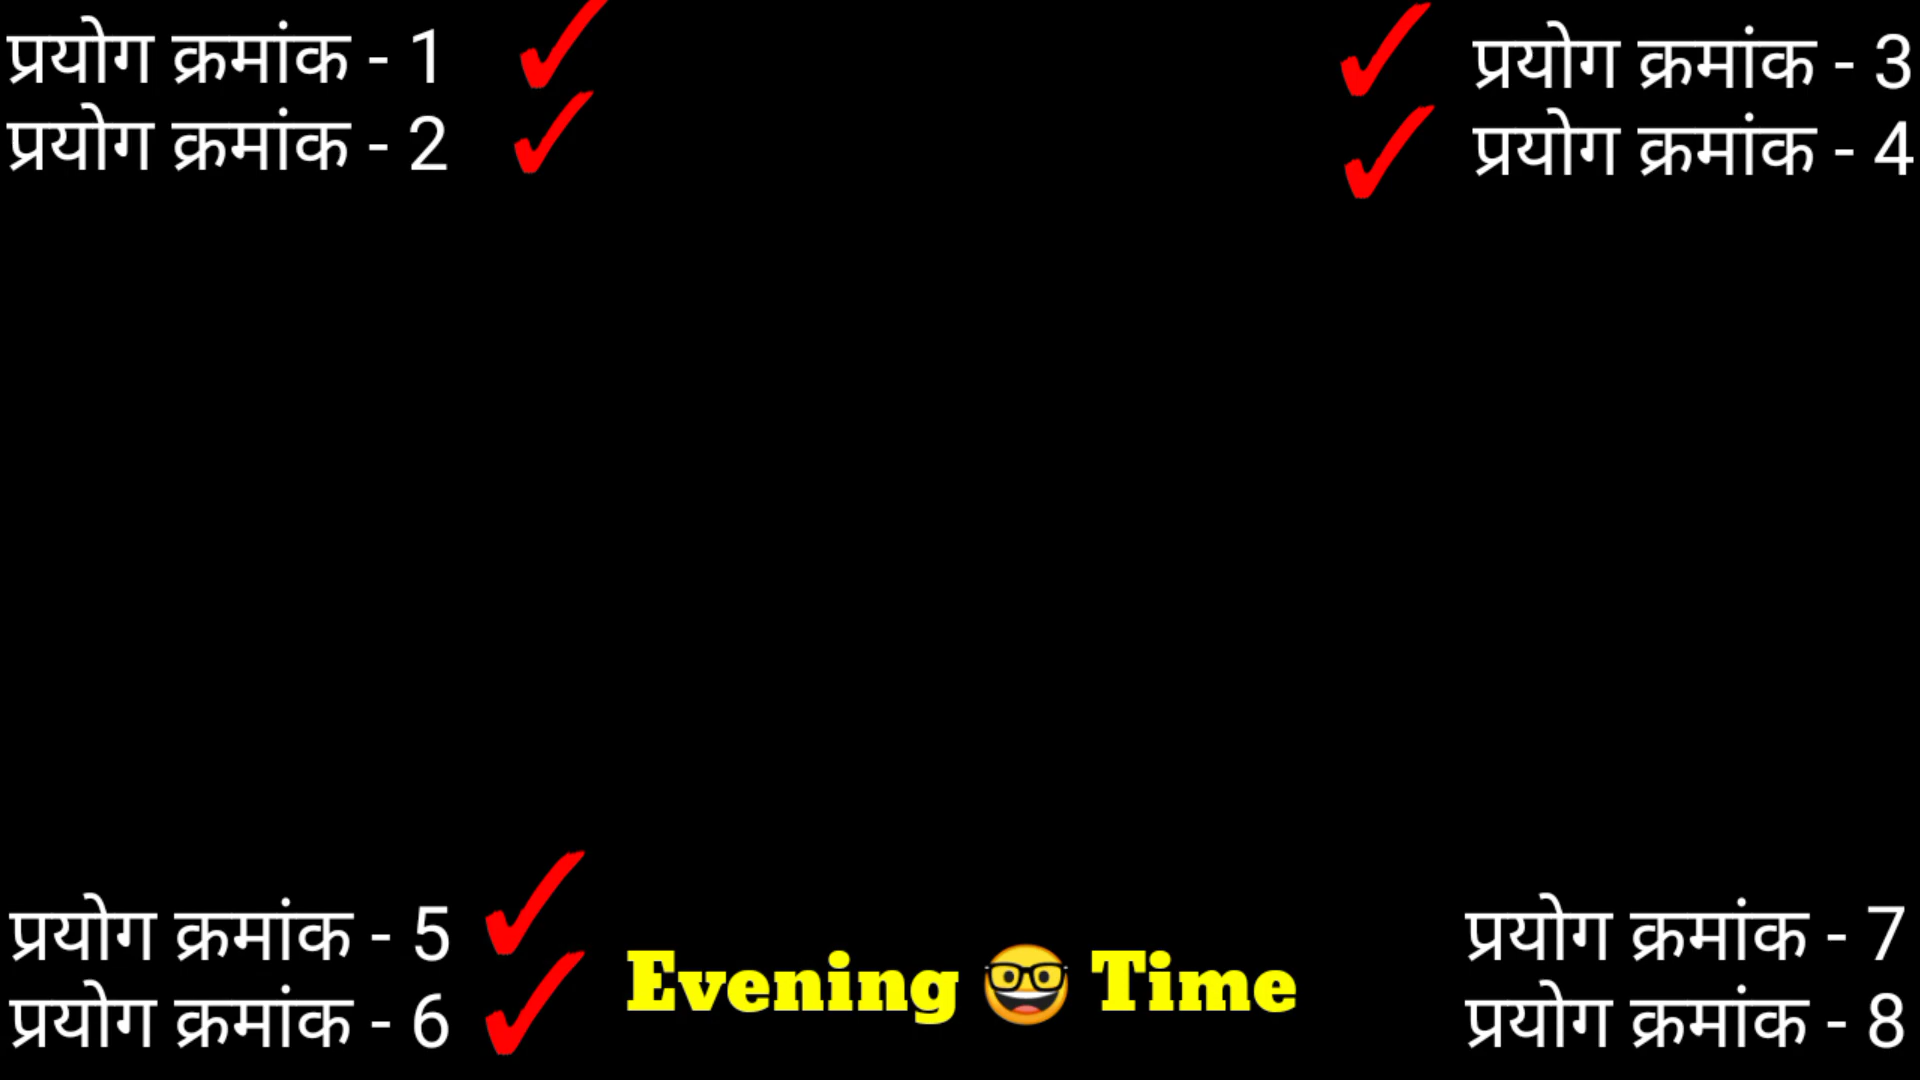 प्रयोग क्रमांक - 1
प्रयोग क्रमांक - 2
प्रयोग क्रमांक - 3
प्रयोग क्रमांक - 4
प्रयोग क्रमांक - 5
प्रयोग क्रमांक - 6
Evening 🤓 Time
प्रयोग क्रमांक - 7
प्रयोग क्रमांक - 8